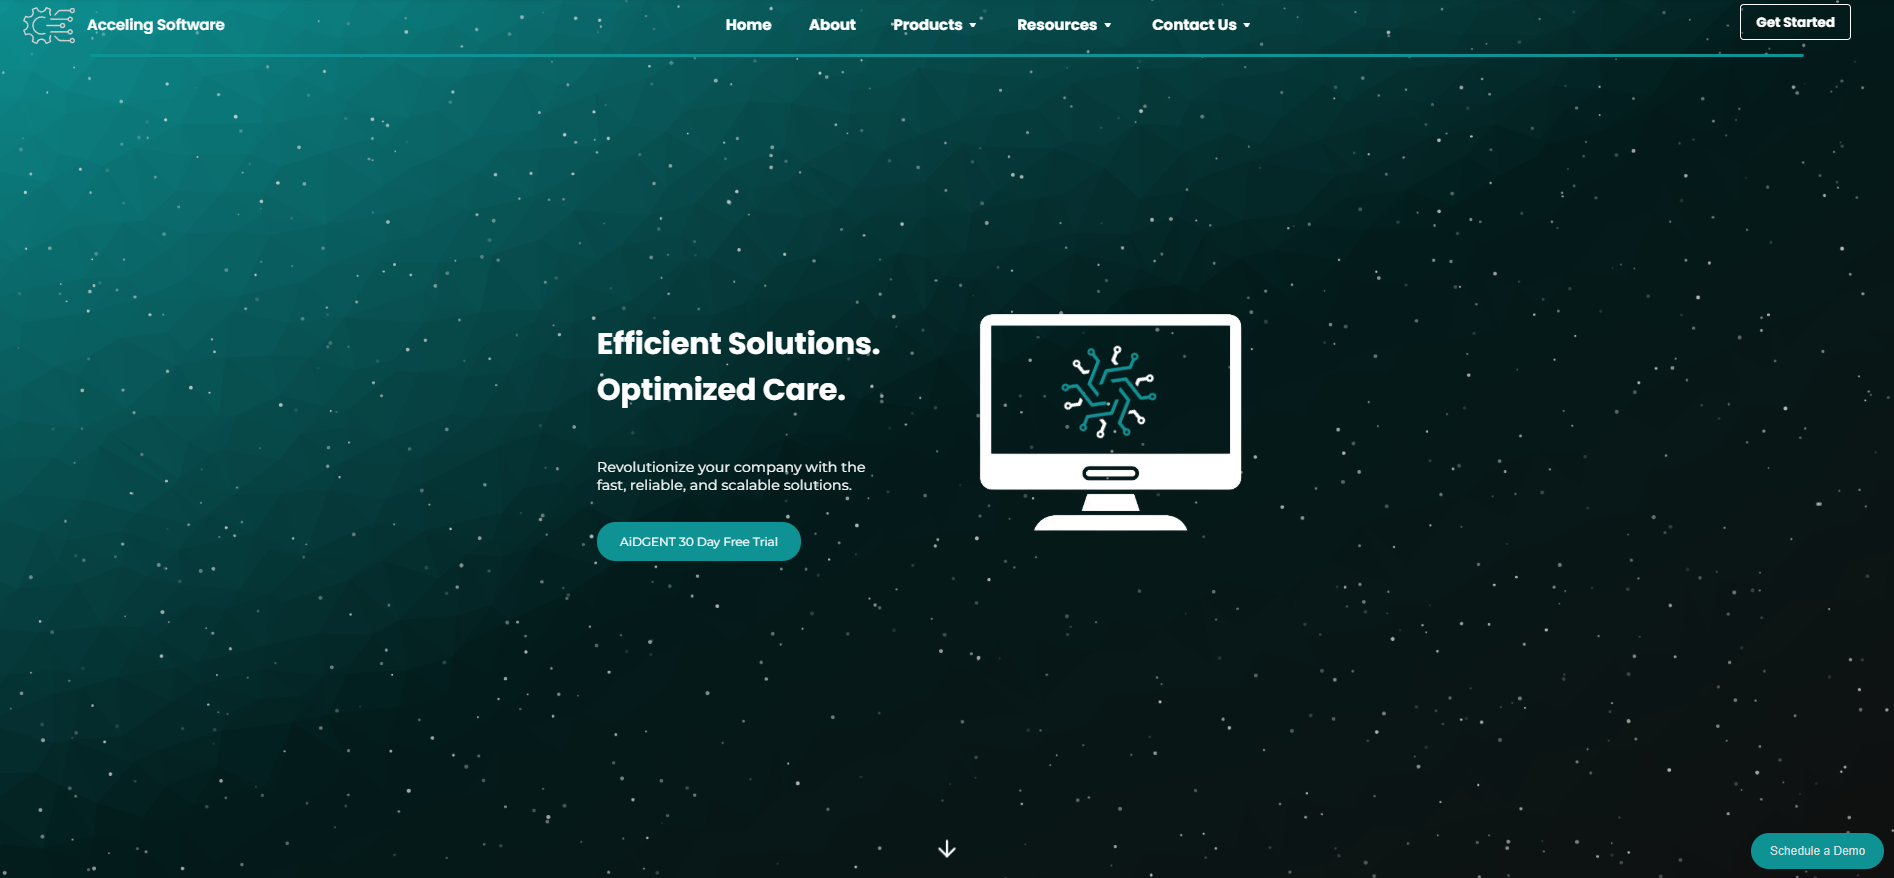 Acceling Software
Home
About
Products
Resources
Contact Us
Get Started
Efficient Solutions.
Optimized Care.
Revolutionize your company with the
fast, reliable, and scalable solutions.
AiDGENT 30 Day Free Trial
Schedule a Demo